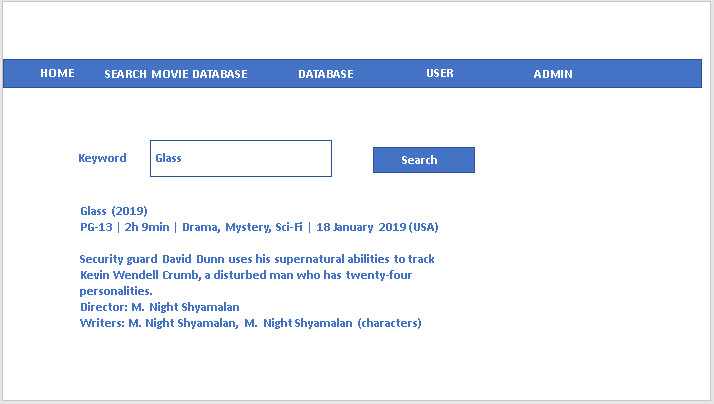 HOME SEARCH MOVIE DATABASE DATABASE USER ADMIN
Keyword Glass Search
Glass (2019)
PG-13 | 2h 9min | Drama, Mystery, Sci-Fi | 18 January 2019 (USA)
Security guard David Dunn uses his supernatural abilities to track
Kevin Wendell Crumb, a disturbed man who has twenty-four
personalities.
Director: M. Night Shyamalan
Writers: M. Night Shyamalan, M. Night Shyamalan (characters)